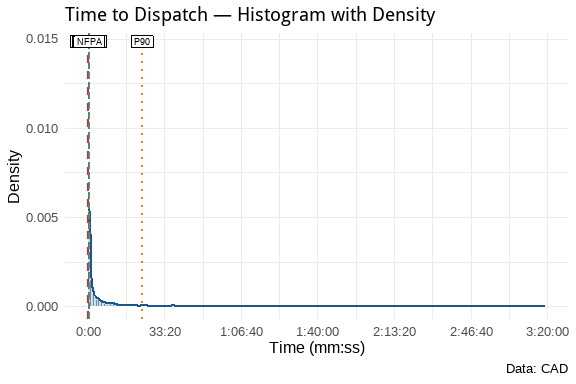 Time to Dispatch — Histogram with Density
NFPA
P90
0.015
0.010
0.005
0.000
Density
0:00
33:20
1:06:40
1:40:00
2:13:20
2:46:40
3:20:00
Time (mm:ss)
Data: CAD